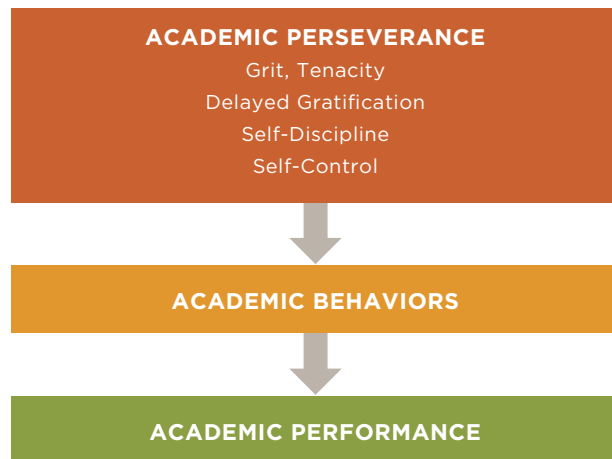 ACADEMIC PERSEVERANCE
Grit, Tenacity
Delayed Gratification
Self-Discipline
Self-Control
ACADEMIC BEHAVIORS
ACADEMIC PERFORMANCE